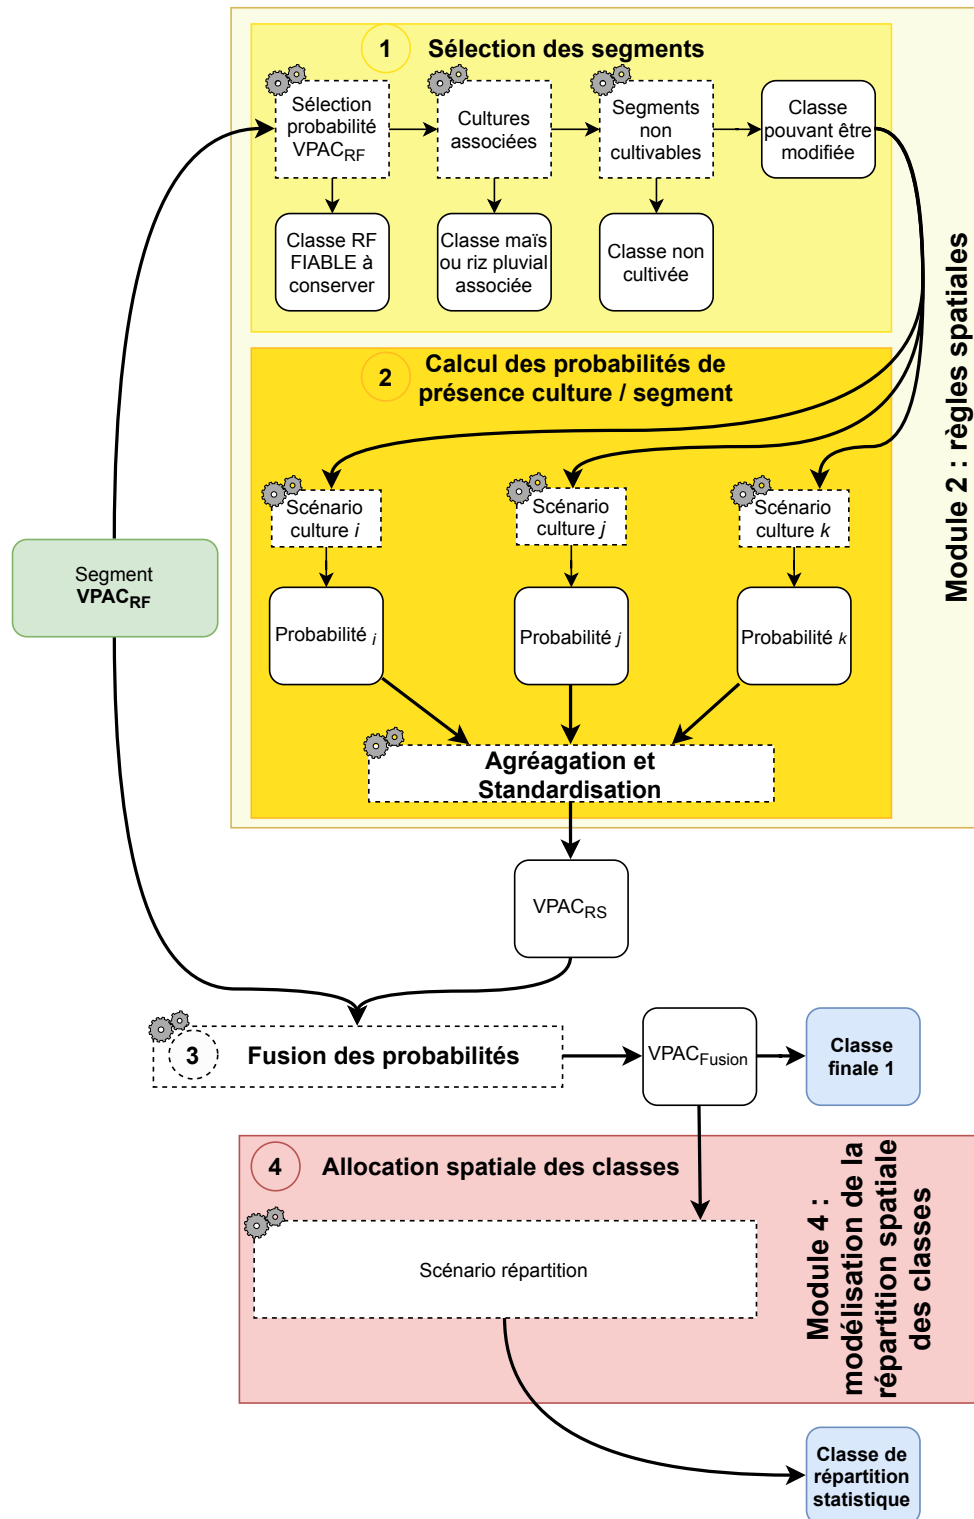 1 Sélection des segments
Sélection
probabilité
VPAC_RF
Cultures
associées
Segments
non
cultivables
Classe
pouvant être
modifiée
Classe RF
FIABLE à
conserver
Classe maïs
ou riz pluvial
associée
Classe non
cultivée
Module 2 : règles spatiales
2 Calcul des probabilités de
présence culture / segment
Scénario
culture i
Scénario
culture j
Scénario
culture k
Segment
VPAC_RF
Probabilité i
Probabilité j
Probabilité k
Agréagation et
Standardisation
VPAC_RS
3 Fusion des probabilités
VPAC_Fusion
Classe
finale 1
4 Allocation spatiale des classes
Scénario répartition
Module 4 :
modélisation de la
répartition spatiale
des classes
Classe de
répartition
statistique